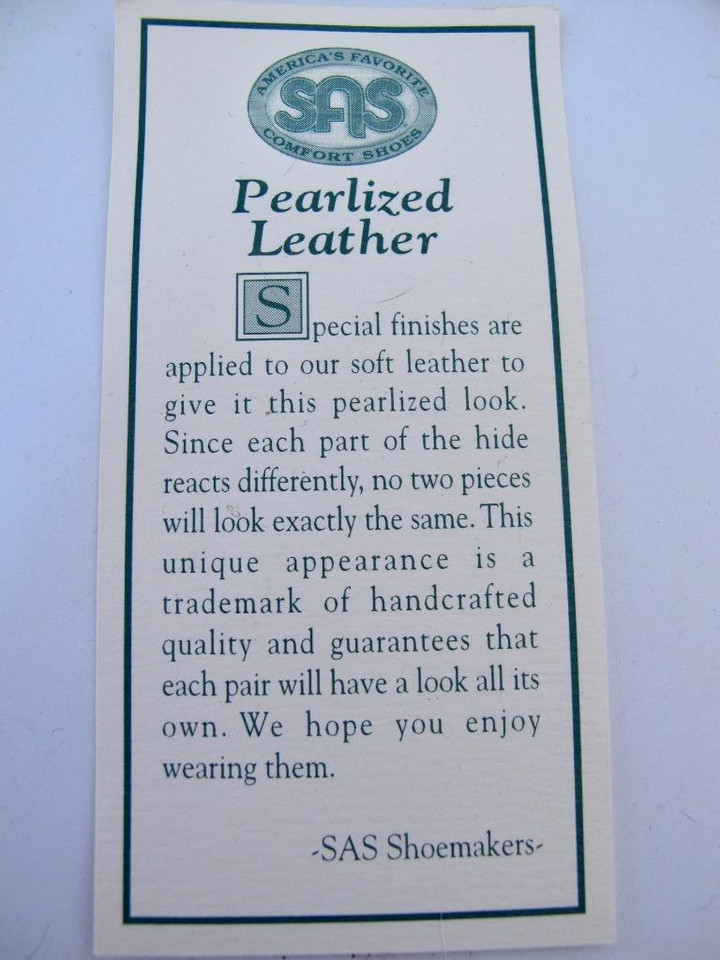 AMERICA'S FAVORITE
SAS
COMFORT SHOES
Pearlized
Leather
Special finishes are
applied to our soft leather to
give it this pearlized look.
Since each part of the hide
reacts differently, no two pieces
will look exactly the same. This
unique appearance is a
trademark of handcrafted
quality and guarantees that
each pair will have a look all its
own. We hope you enjoy
wearing them.
-SAS Shoemakers-